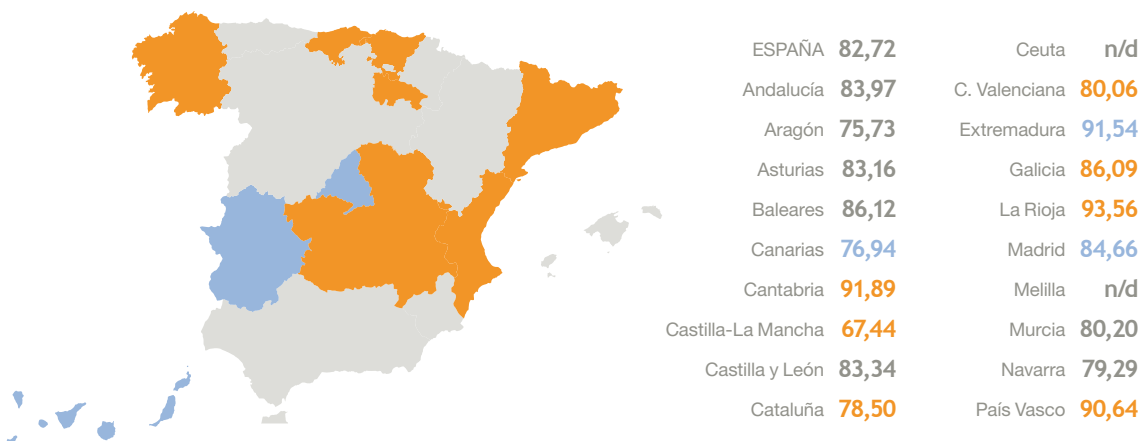 ESPAÑA 82,72
Andalucía 83,97
Aragón 75,73
Asturias 83,16
Baleares 86,12
Canarias 76,94
Cantabria 91,89
Castilla-La Mancha 67,44
Castilla y León 83,34
Cataluña 78,50
Ceuta n/d
C. Valenciana 80,06
Extremadura 91,54
Galicia 86,09
La Rioja 93,56
Madrid 84,66
Melilla n/d
Murcia 80,20
Navarra 79,29
País Vasco 90,64